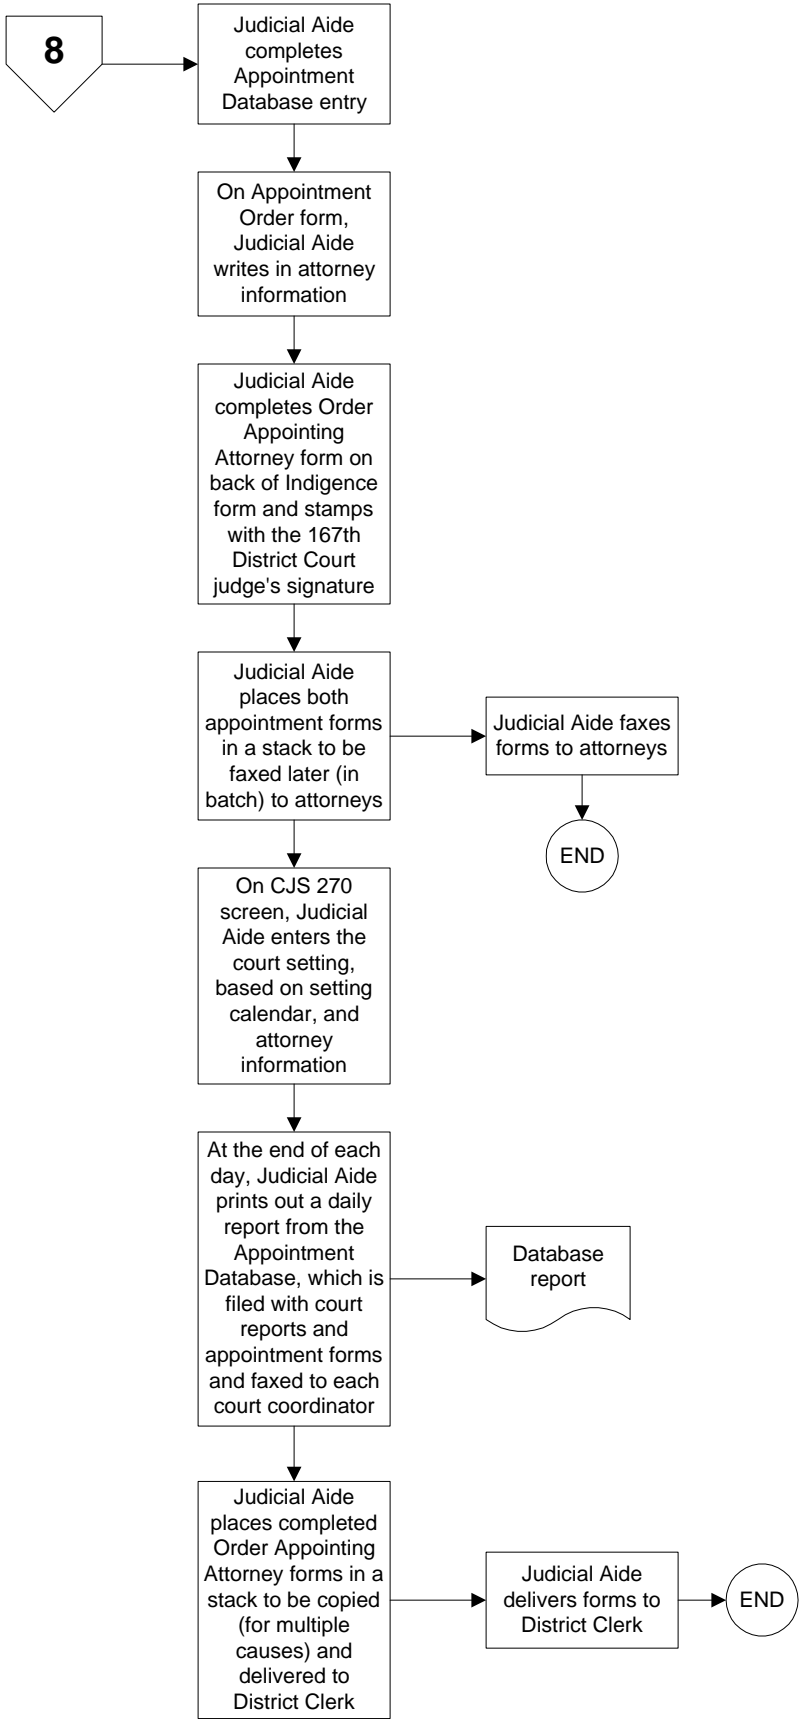 8
Judicial Aide
completes
Appointment
Database entry
On Appointment
Order form,
Judicial Aide
writes in attorney
information
Judicial Aide
completes Order
Appointing
Attorney form on
back of Indigence
form and stamps
with the 167th
District Court
judge's signature
Judicial Aide
places both
appointment forms
in a stack to be
faxed later (in
batch) to attorneys
Judicial Aide faxes
forms to attorneys
END
On CJS 270
screen, Judicial
Aide enters the
court setting,
based on setting
calendar, and
attorney
information
At the end of each
day, Judicial Aide
prints out a daily
report from the
Appointment
Database, which is
filed with court
reports and
appointment forms
and faxed to each
court coordinator
Database
report
Judicial Aide
places completed
Order Appointing
Attorney forms in a
stack to be copied
(for multiple
causes) and
delivered to
District Clerk
Judicial Aide
delivers forms to
District Clerk
END